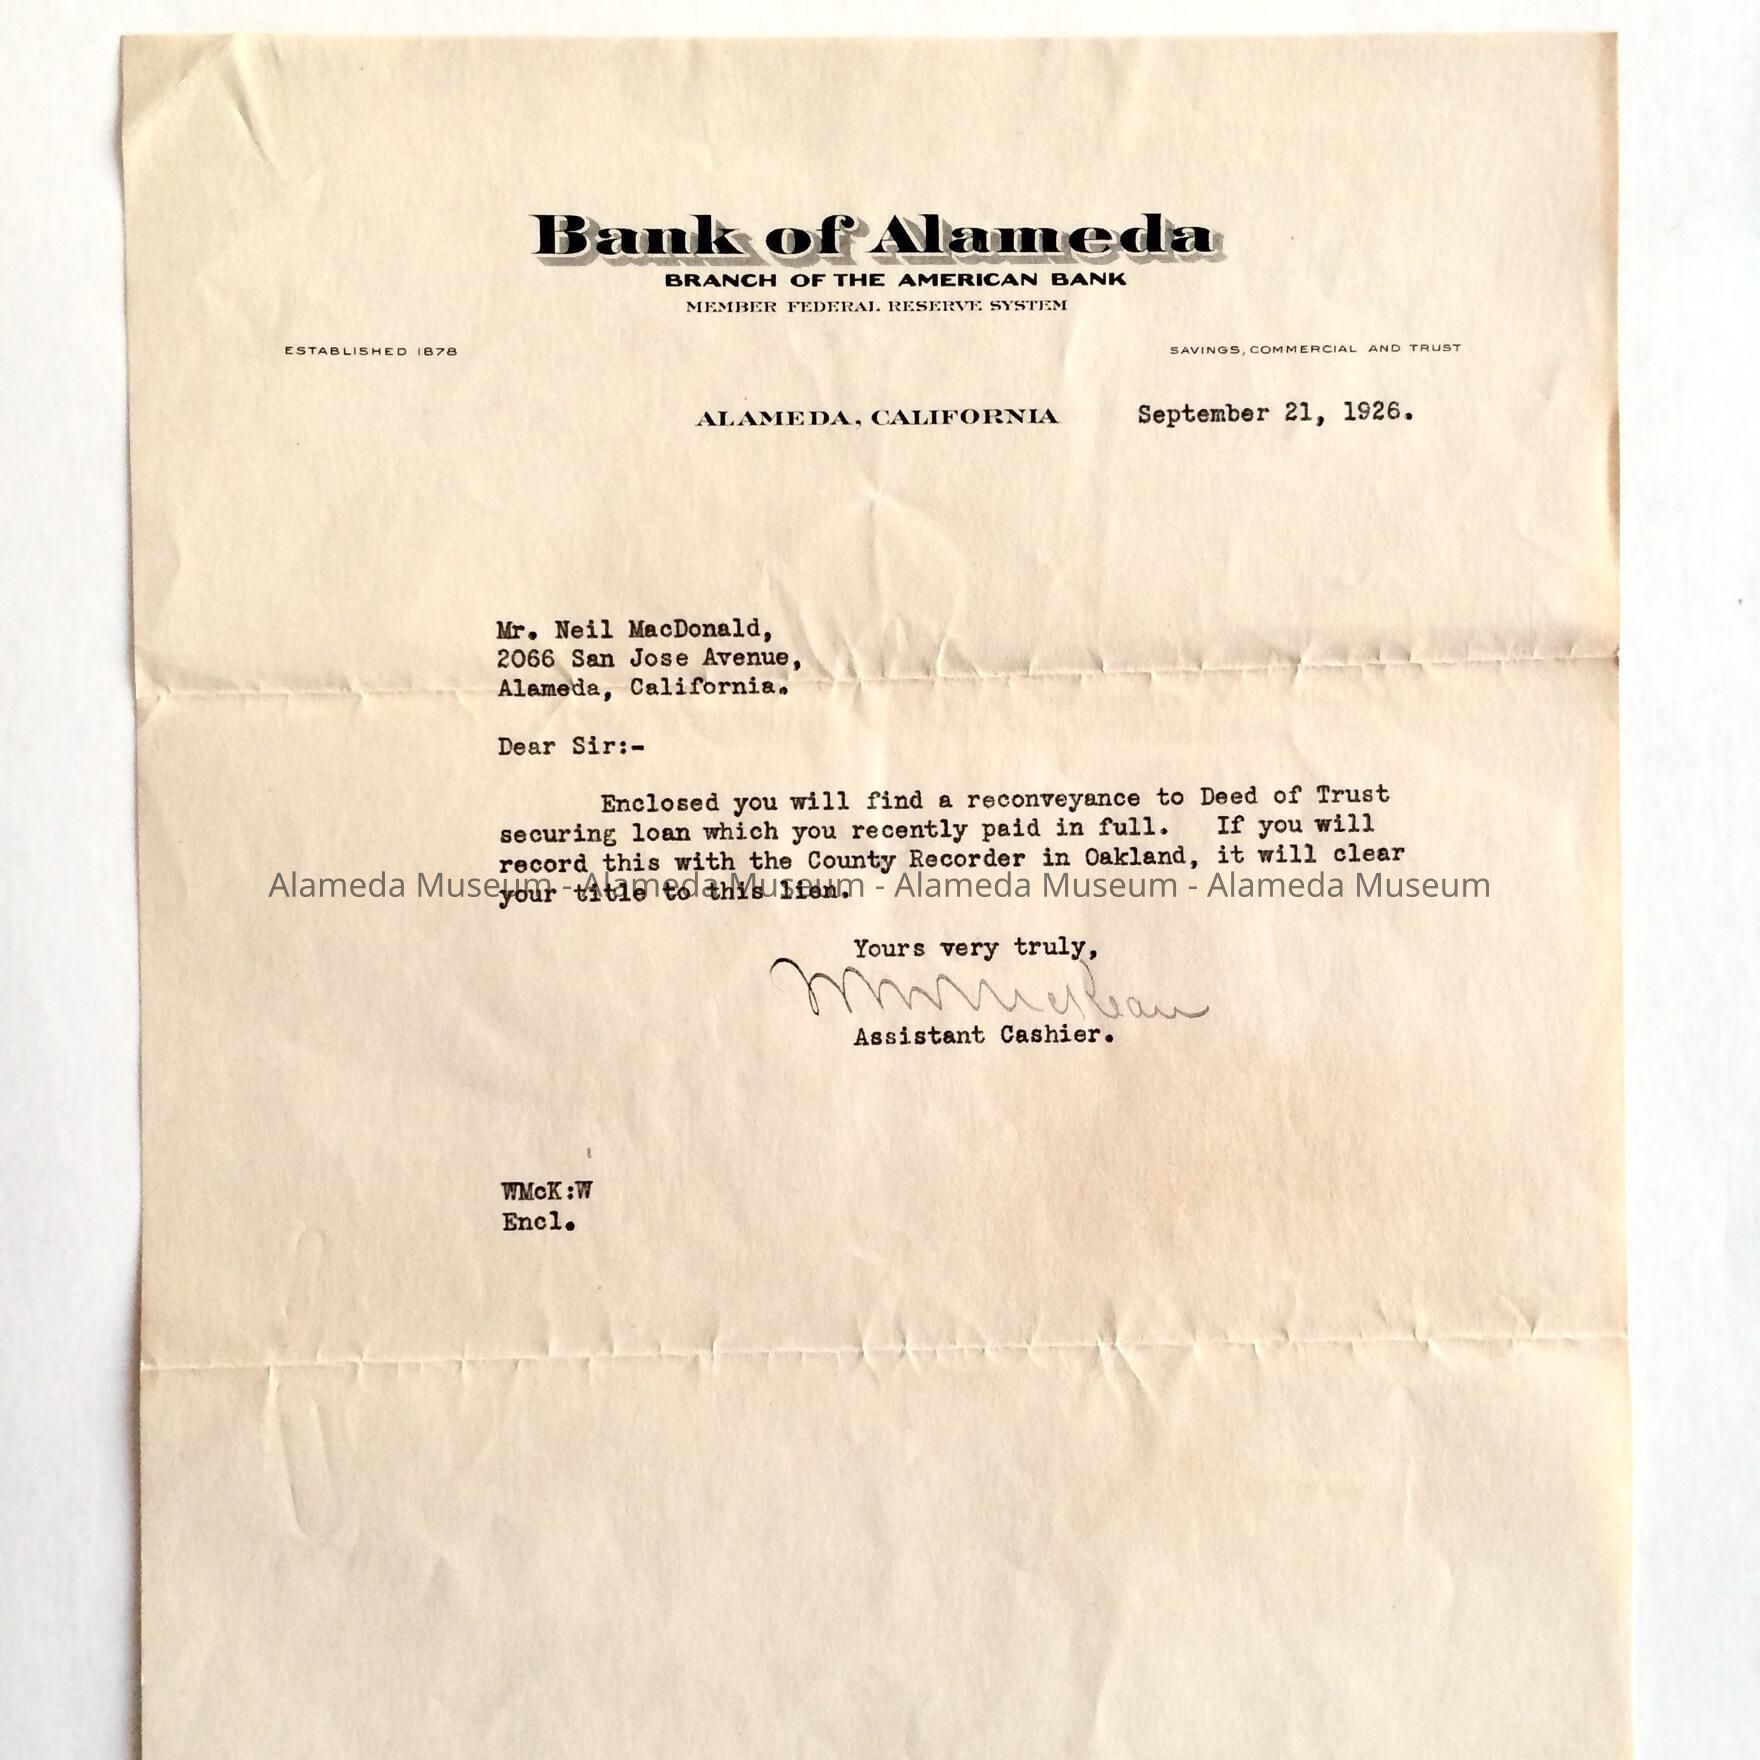 Bank of Alameda
BRANCH OF THE AMERICAN BANK
MEMBER FEDERAL RESERVE SYSTEM
ESTABLISHED 1878
SAVINGS, COMMERCIAL AND TRUST
ALAMEDA, CALIFORNIA September 21, 1926.
Mr. Neil MacDonald,
2066 San Jose Avenue,
Alameda, California.
Dear Sir:-
Enclosed you will find a reconveyance to Deed of Trust
securing loan which you recently paid in full. If you will
record this with the County Recorder in Oakland, it will clear
Alameda Museum - Alameda Museum - Alameda Museum - Alameda Museum
your title to this lien.
Yours very truly,
Wm McKean
Assistant Cashier.
WMcK:W
Encl.